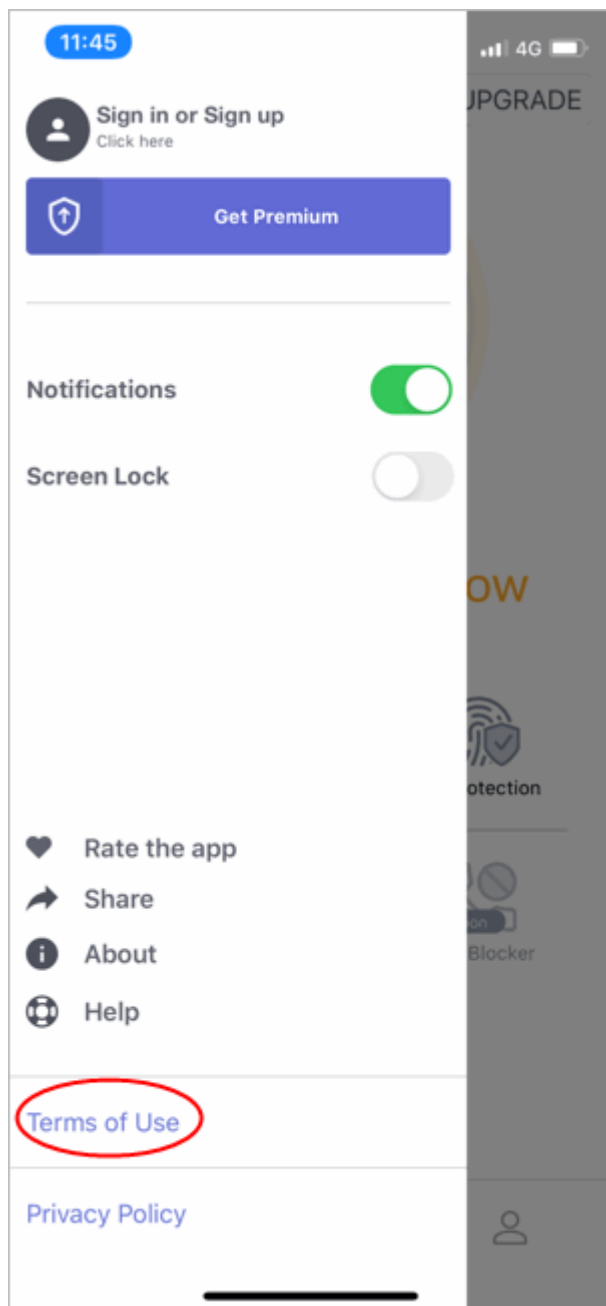 11:45
4G
UPGRADE
Sign in or Sign up
Click here
Get Premium
Notifications
Screen Lock
OW
otection
Rate the app
Share
on
About
Blocker
Help
Terms of Use
Privacy Policy